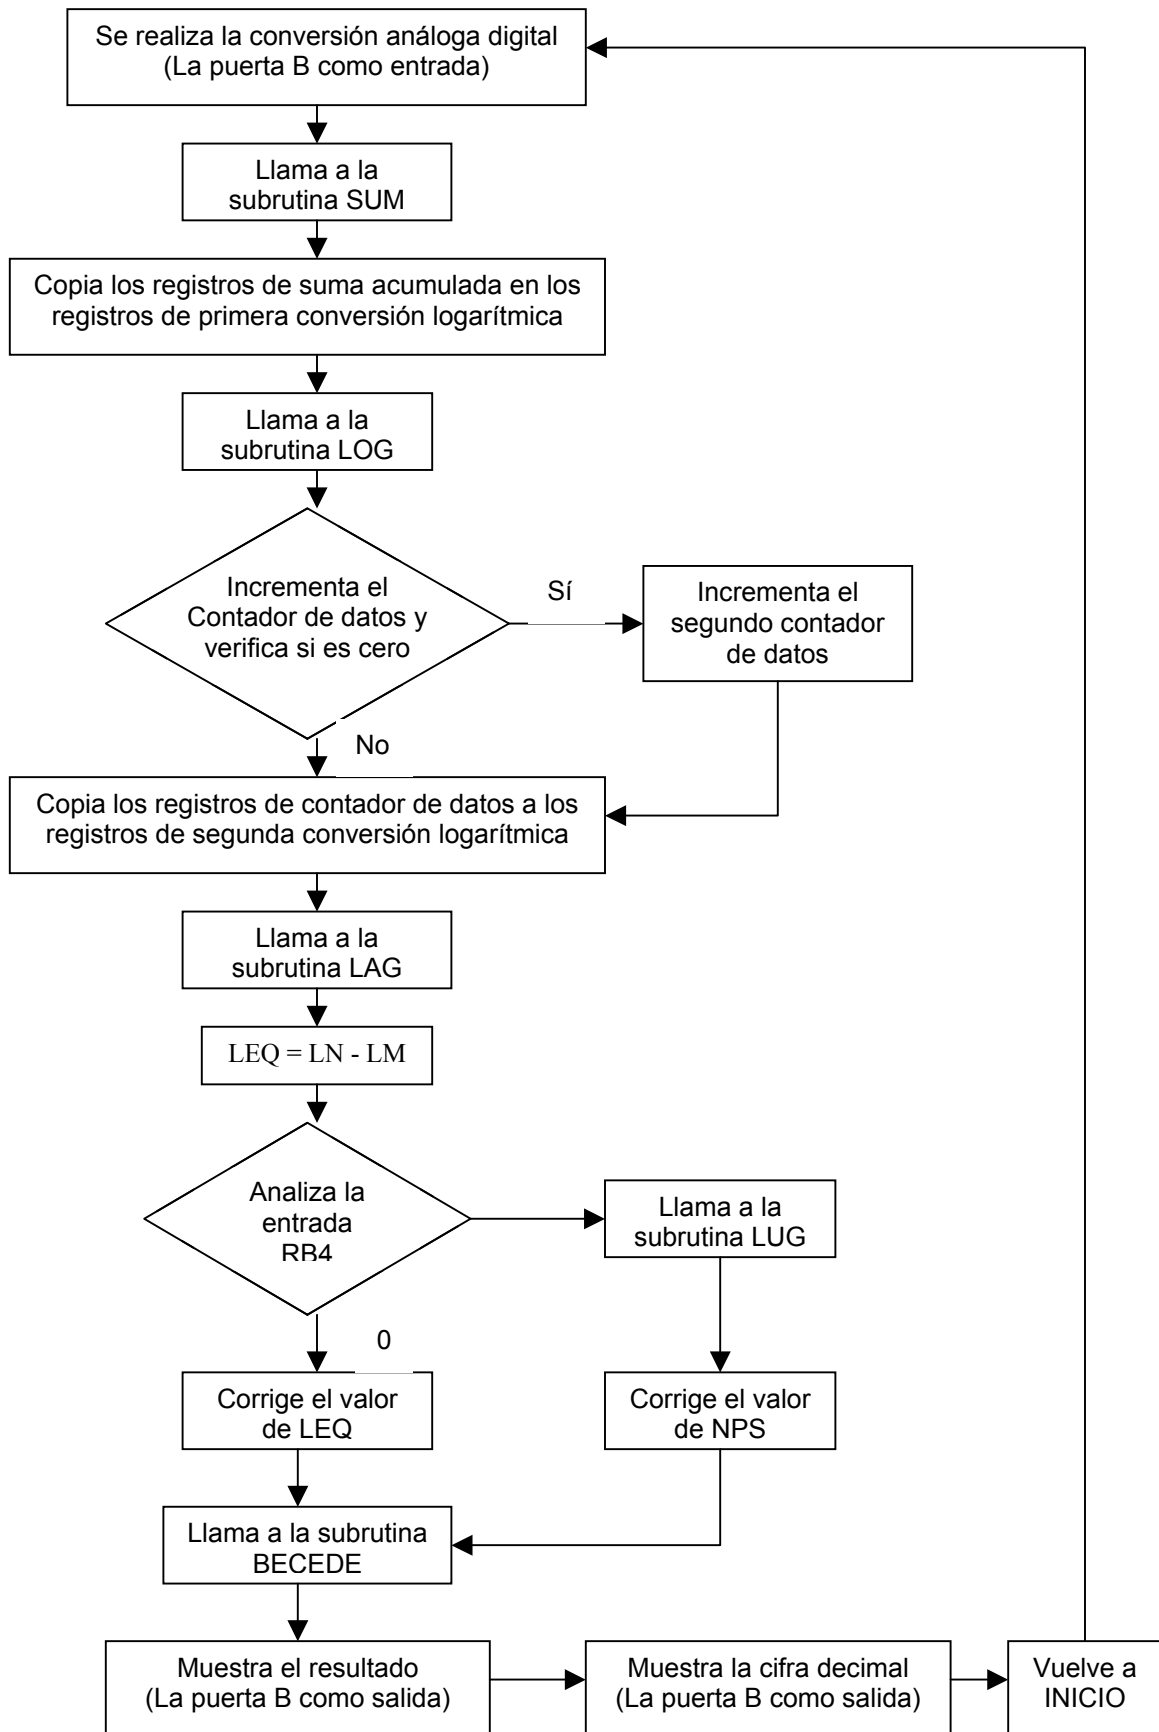 Se realiza la conversión análoga digital
(La puerta B como entrada)
Llama a la
subrutina SUM
Copia los registros de suma acumulada en los
registros de primera conversión logarítmica
Llama a la
subrutina LOG
Incrementa el
Contador de datos y
verifica si es cero
Sí
Incrementa el
segundo contador
de datos
No
Copia los registros de contador de datos a los
registros de segunda conversión logarítmica
Llama a la
subrutina LAG
LEQ = LN - LM
Analiza la
entrada
RB4
Llama a la
subrutina LUG
0
Corrige el valor
de LEQ
Corrige el valor
de NPS
Llama a la subrutina
BECEDE
Muestra el resultado
(La puerta B como salida)
Muestra la cifra decimal
(La puerta B como salida)
Vuelve a
INICIO